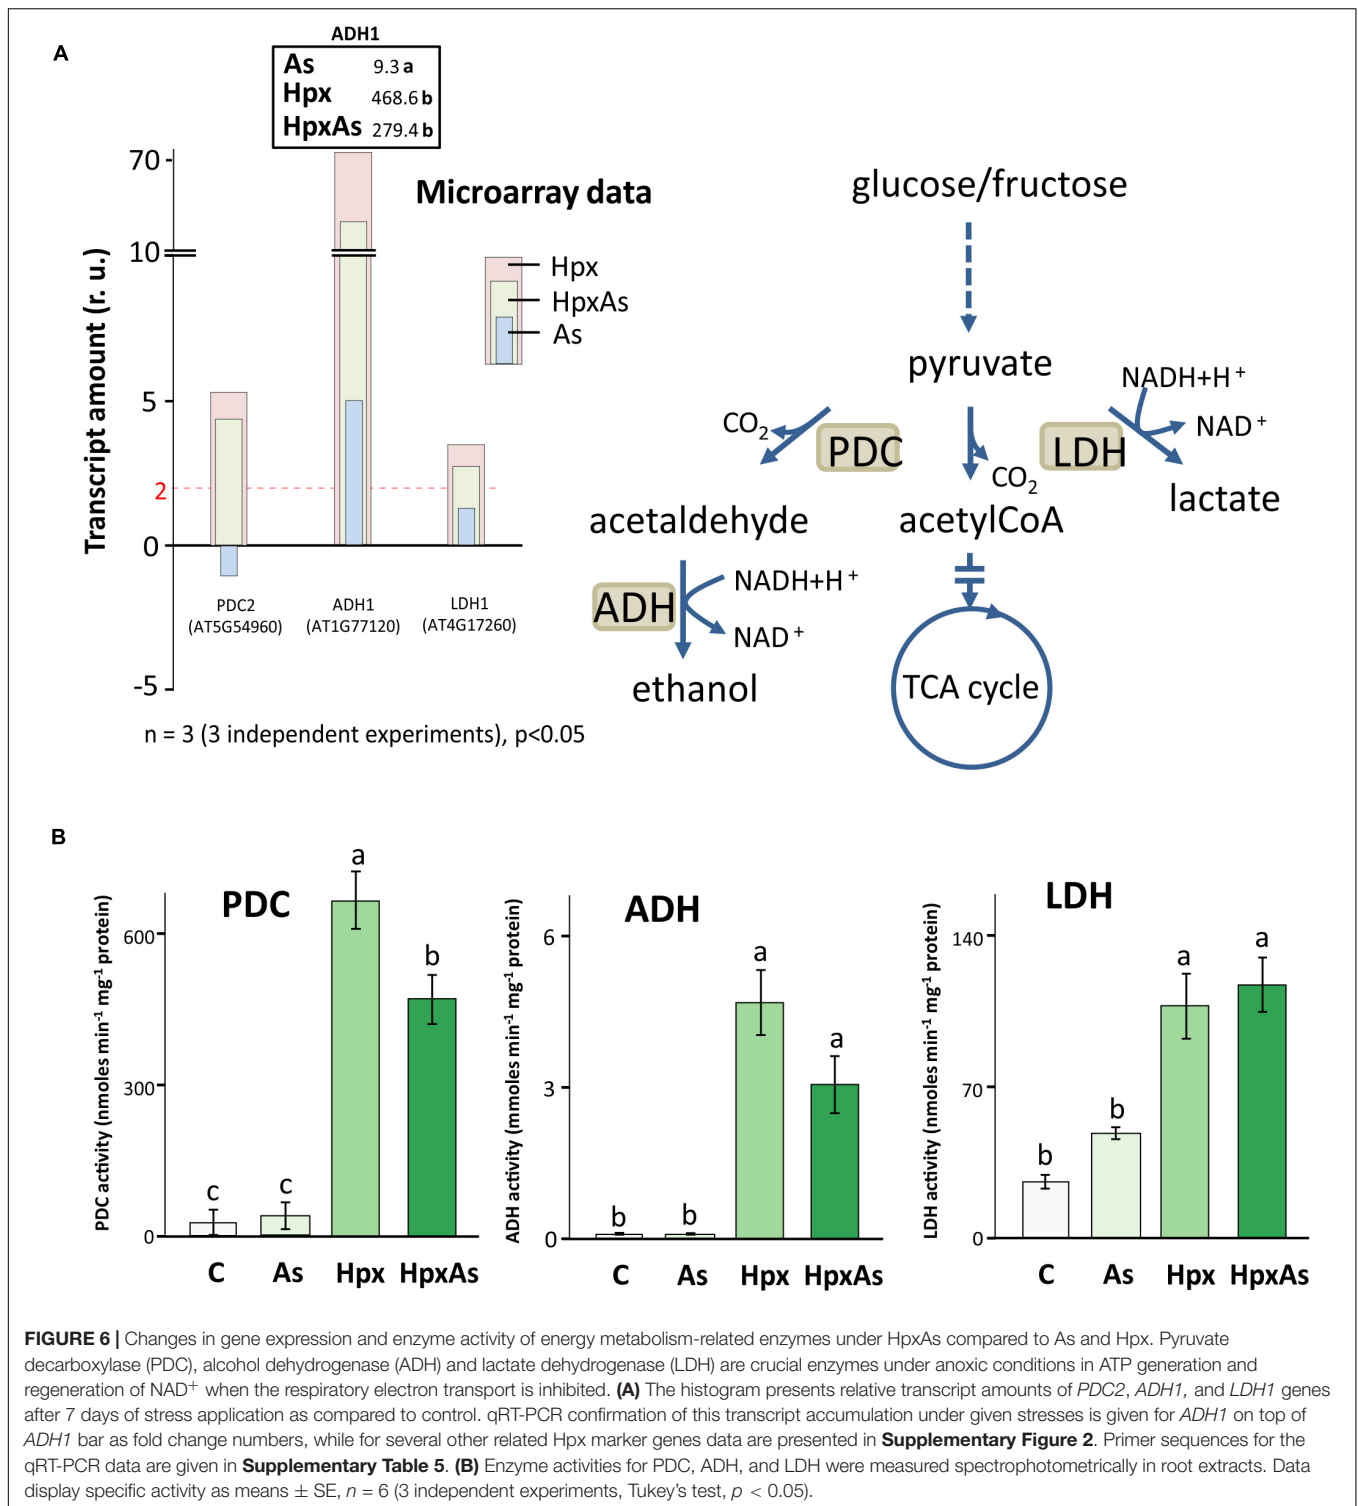 A
ADH1
As 9.3 a
Hpx 468.6 b
HpxAs 279.4 b
Microarray data
Hpx
HpxAs
As
Transcript amount (r. u.)
70
10
5
2
0
-5
PDC2
(AT5G54960)
ADH1
(AT1G77120)
LDH1
(AT4G17260)
n = 3 (3 independent experiments), p<0.05
glucose/fructose
pyruvate
NADH+H⁺
CO₂
PDC
LDH
NAD⁺
CO₂
lactate
acetaldehyde
acetylCoA
NADH+H⁺
ADH
NAD⁺
ethanol
TCA cycle
B
PDC
PDC activity (nmoles min⁻¹ mg⁻¹ protein)
600
300
0
c
c
a
b
C As Hpx HpxAs
ADH
ADH activity (nmoles min⁻¹ mg⁻¹ protein)
6
3
0
b
b
a
a
C As Hpx HpxAs
LDH
LDH activity (nmoles min⁻¹ mg⁻¹ protein)
140
70
0
b
b
a
a
C As Hpx HpxAs
FIGURE 6 | Changes in gene expression and enzyme activity of energy metabolism-related enzymes under HpxAs compared to As and Hpx. Pyruvate
decarboxylase (PDC), alcohol dehydrogenase (ADH) and lactate dehydrogenase (LDH) are crucial enzymes under anoxic conditions in ATP generation and
regeneration of NAD⁺ when the respiratory electron transport is inhibited. (A) The histogram presents relative transcript amounts of PDC2, ADH1, and LDH1 genes
after 7 days of stress application as compared to control. qRT-PCR confirmation of this transcript accumulation under given stresses is given for ADH1 on top of
ADH1 bar as fold change numbers, while for several other related Hpx marker genes data are presented in Supplementary Figure 2. Primer sequences for the
qRT-PCR data are given in Supplementary Table 5. (B) Enzyme activities for PDC, ADH, and LDH were measured spectrophotometrically in root extracts. Data
display specific activity as means ± SE, n = 6 (3 independent experiments, Tukey's test, p < 0.05).